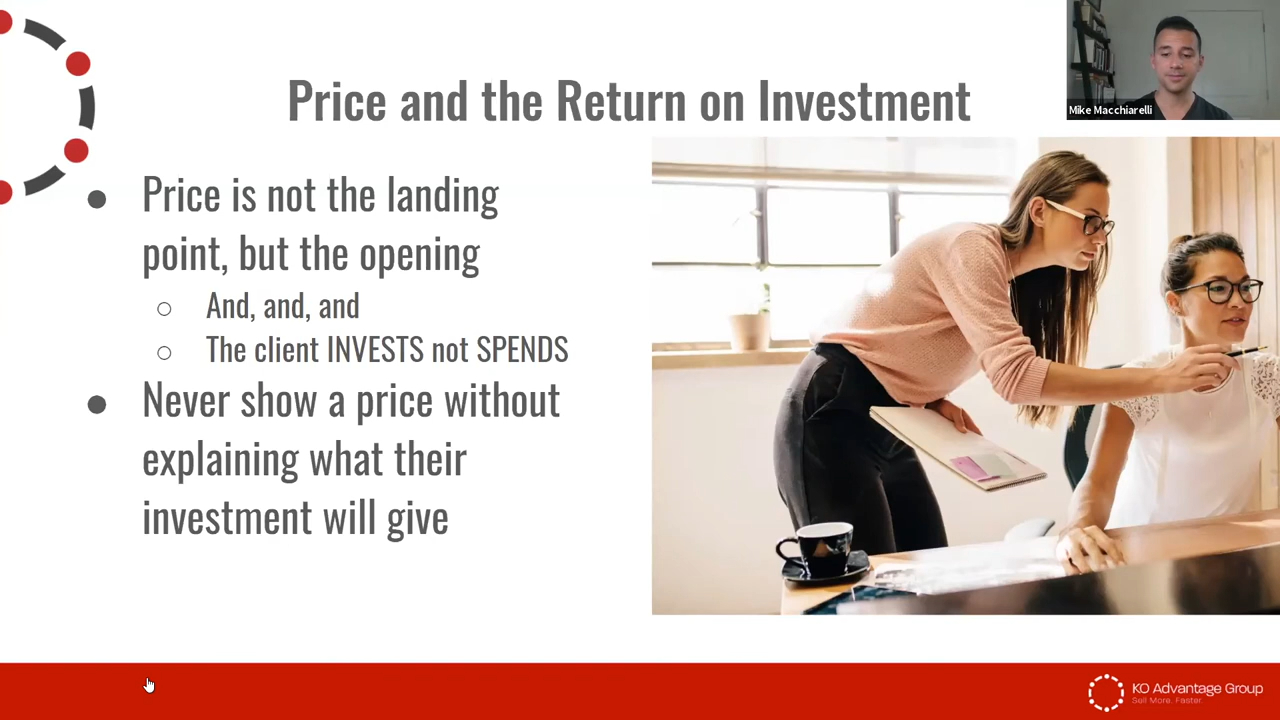 Price and the Return on Investment
Mike Macchiarelli
Price is not the landing
point, but the opening
And, and, and
The client INVESTS not SPENDS
Never show a price without
explaining what their
investment will give
KO Advantage Group
Sell More. Faster.